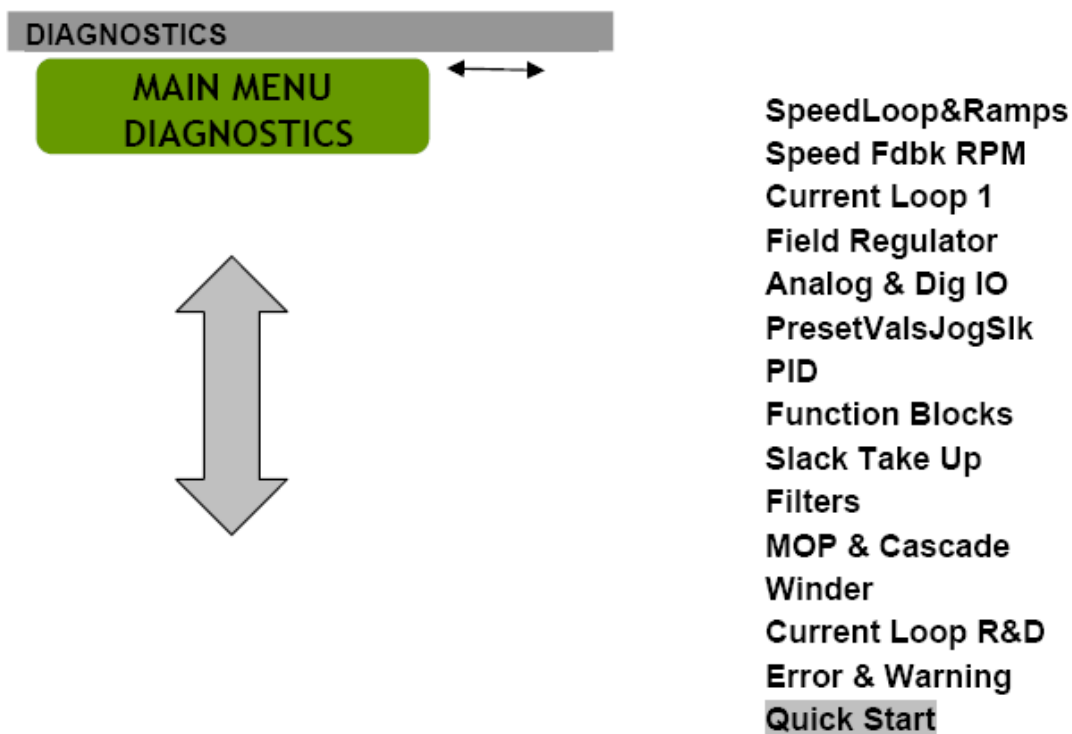 DIAGNOSTICS
MAIN MENU
DIAGNOSTICS
SpeedLoop&Ramps
Speed Fdbk RPM
Current Loop 1
Field Regulator
Analog & Dig IO
PresetValsJogSlk
PID
Function Blocks
Slack Take Up
Filters
MOP & Cascade
Winder
Current Loop R&D
Error & Warning
Quick Start